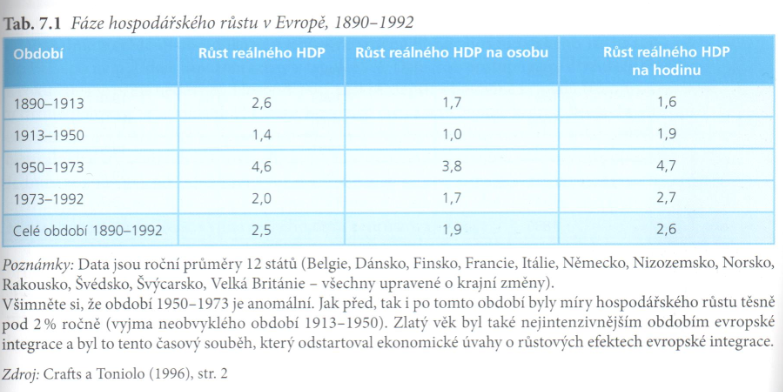 Tab. 7.1 Fáze hospodářského růstu v Evropě, 1890–1992
Období Růst reálného HDP Růst reálného HDP na osobu Růst reálného HDP
na hodinu
1890–1913 2,6 1,7 1,6
1913–1950 1,4 1,0 1,9
1950–1973 4,6 3,8 4,7
1973–1992 2,0 1,7 2,7
Celé období 1890–1992 2,5 1,9 2,6
Poznámky: Data jsou roční průměry 12 států (Belgie, Dánsko, Finsko, Francie, Itálie, Německo, Nizozemsko, Norsko,
Rakousko, Švédsko, Švýcarsko, Velká Británie – všechny upravené o krajní změny).
Všimněte si, že období 1950–1973 je anomální. Jak před, tak i po tomto období byly míry hospodářského růstu těsně
pod 2 % ročně (vyjma neobvyklého období 1913–1950). Zlatý věk byl také nejintenzivnějším obdobím evropské
integrace a byl to tento časový souběh, který odstartoval ekonomické úvahy o růstových efektech evropské integrace.
Zdroj: Crafts a Toniolo (1996), str. 2